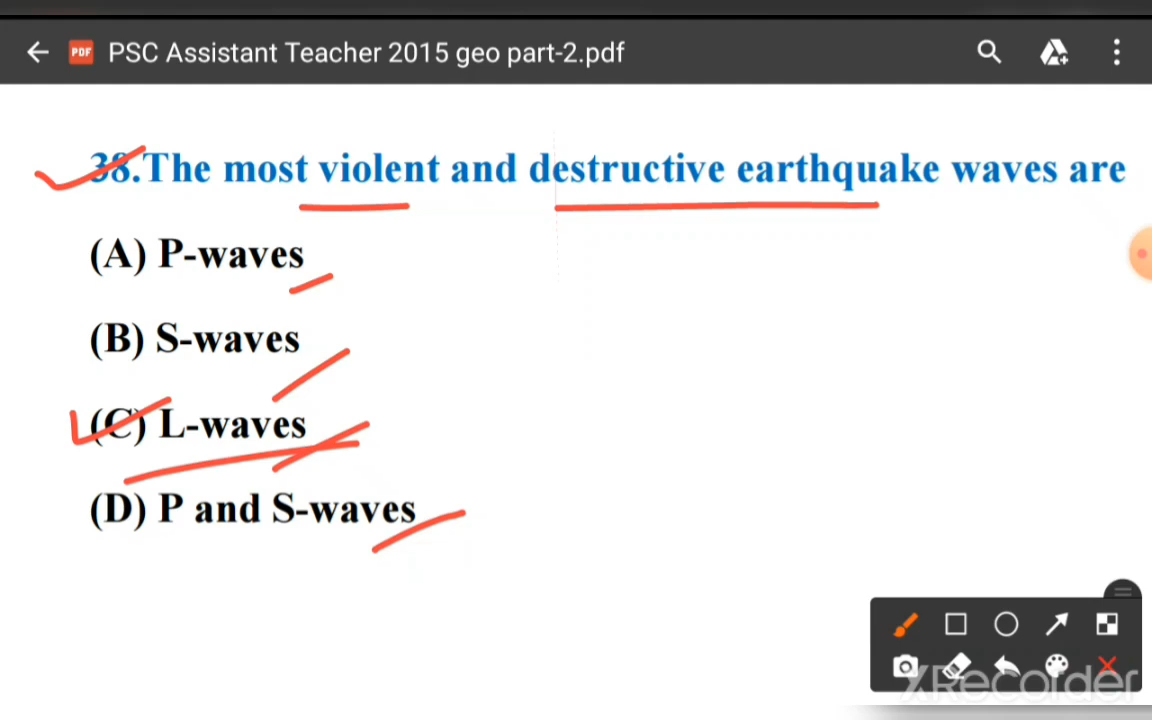 PDF PSC Assistant Teacher 2015 geo part-2.pdf
38.The most violent and destructive earthquake waves are
(A) P-waves
(B) S-waves
(C) L-waves
(D) P and S-waves
XRecorder